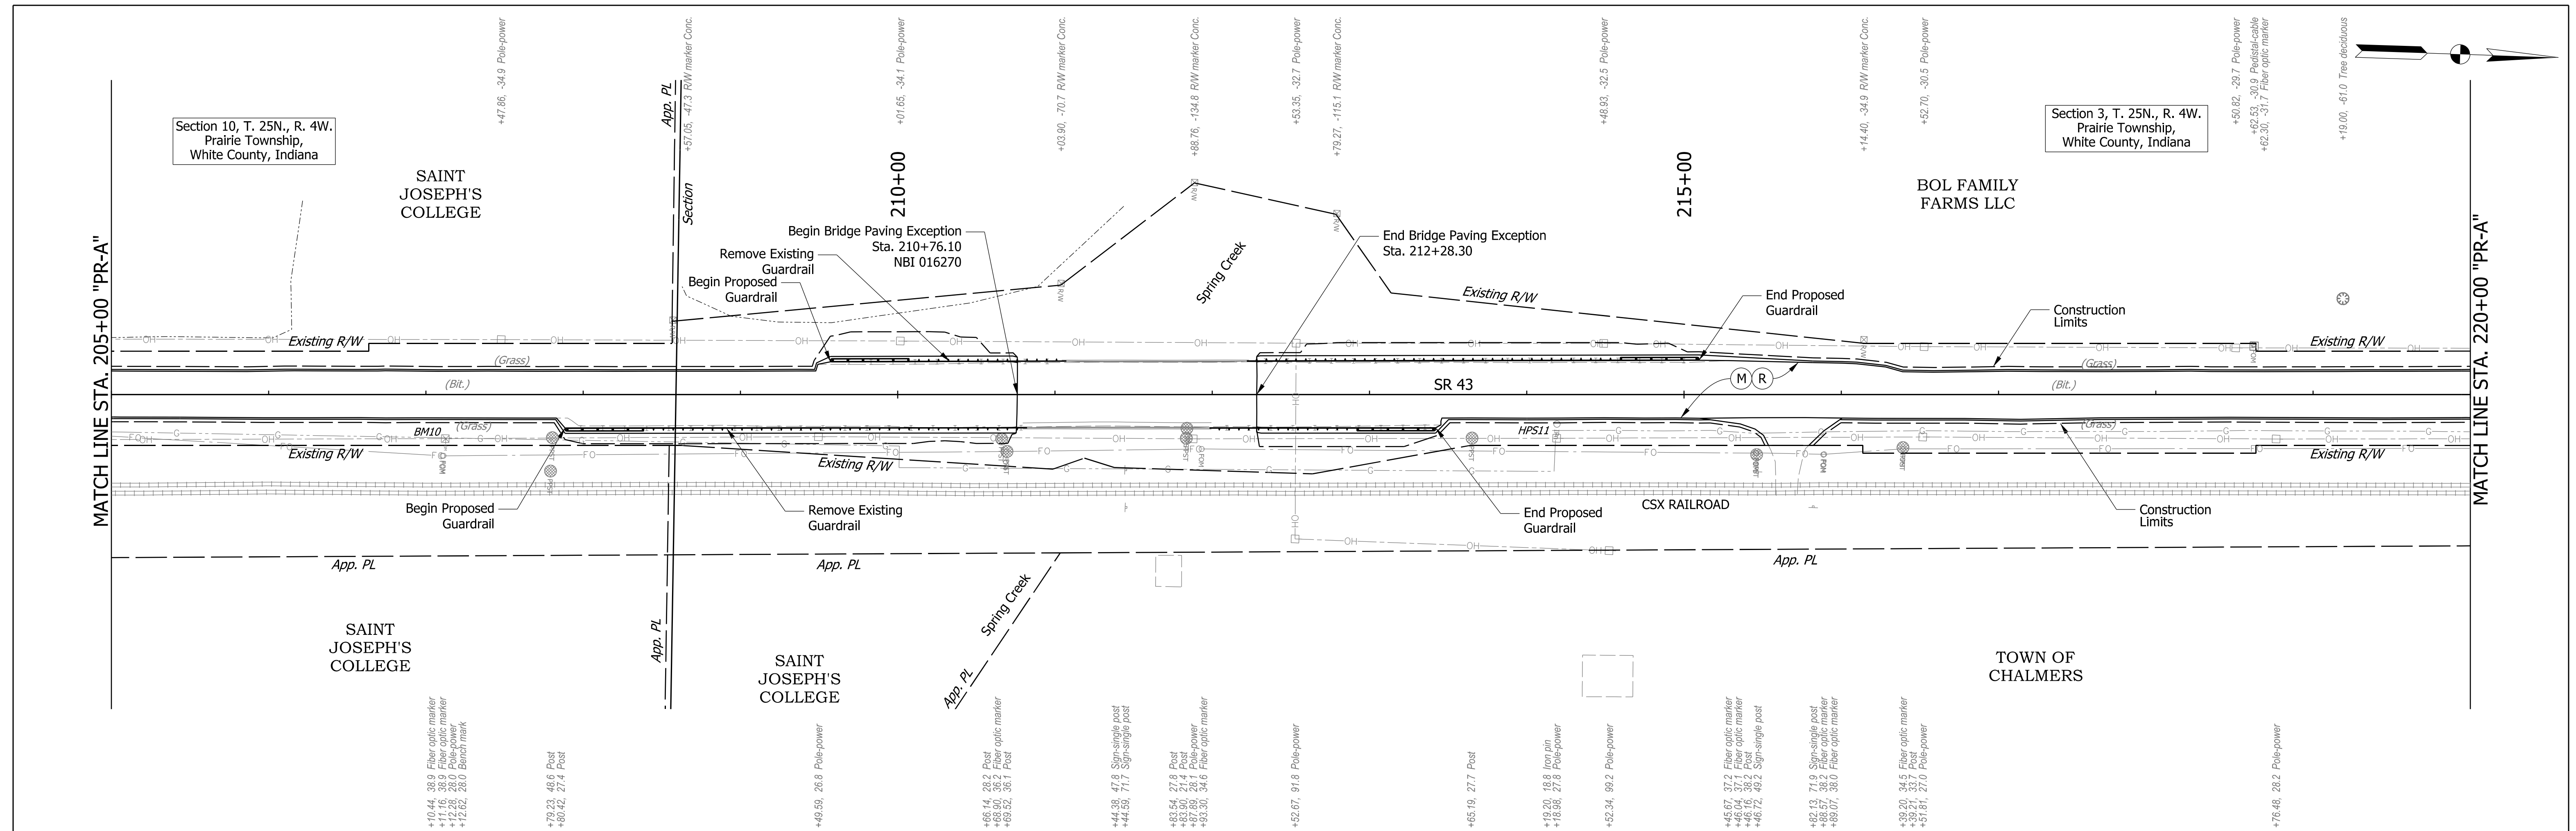 +47.86, -34.9 Pole-power
+57.05, -47.3 R/W marker Conc.
+01.65, -34.1 Pole-power
+03.90, -70.7 R/W marker Conc.
+88.76, -134.8 R/W marker Conc.
+53.35, -32.7 Pole-power
+79.27, -115.1 R/W marker Conc.
+48.93, -32.5 Pole-power
+14.40, -34.9 R/W marker Conc.
+52.70, -30.5 Pole-power
+50.82, -29.7 Pole-power
+62.53, -30.9 Pedistal-cable
+62.30, -31.7 Fiber optic marker
+19.00, -61.0 Tree deciduous
Section 10, T. 25N., R. 4W.
Prairie Township,
White County, Indiana
App. PL
Section
Section 3, T. 25N., R. 4W.
Prairie Township,
White County, Indiana
SAINT
JOSEPH'S
COLLEGE
210+00
215+00
BOL FAMILY
FARMS LLC
MATCH LINE STA. 205+00 "PR-A"
MATCH LINE STA. 220+00 "PR-A"
Begin Bridge Paving Exception
Sta. 210+76.10
NBI 016270
Remove Existing
Guardrail
Begin Proposed
Guardrail
Spring Creek
End Bridge Paving Exception
Sta. 212+28.30
Existing R/W
End Proposed
Guardrail
Construction
Limits
Existing R/W
Existing R/W
(Grass)
(Grass)
(Bit.)
SR 43
M R
(Bit.)
BM10
(Grass)
HPS11
(Grass)
Existing R/W
Existing R/W
Existing R/W
Begin Proposed
Guardrail
Remove Existing
Guardrail
End Proposed
Guardrail
CSX RAILROAD
Construction
Limits
App. PL
App. PL
App. PL
App. PL
App. PL
Spring Creek
SAINT
JOSEPH'S
COLLEGE
SAINT
JOSEPH'S
COLLEGE
TOWN OF
CHALMERS
+10.44, 38.9 Fiber optic marker
+11.16, 38.9 Fiber optic marker
+12.28, 28.0 Pole-power
+12.62, 28.0 Bench mark
+79.23, 48.6 Post
+80.42, 27.4 Post
+49.59, 26.8 Pole-power
+66.14, 28.2 Post
+68.90, 36.2 Fiber optic marker
+69.52, 36.1 Post
+44.38, 47.8 Sign-single post
+44.59, 71.7 Sign-single post
+83.54, 27.8 Post
+83.90, 21.4 Post
+87.89, 28.1 Pole-power
+93.30, 34.6 Fiber optic marker
+52.67, 91.8 Pole-power
+65.19, 27.7 Post
+19.20, 18.8 Iron pin
+18.98, 27.8 Pole-power
+52.34, 99.2 Pole-power
+45.67, 37.2 Fiber optic marker
+46.04, 37.1 Fiber optic marker
+46.16, 38.2 Post
+46.72, 49.2 Sign-single post
+82.13, 71.9 Sign-single post
+88.57, 38.2 Fiber optic marker
+89.07, 38.0 Fiber optic marker
+39.20, 34.5 Fiber optic marker
+39.21, 33.7 Post
+51.81, 27.0 Pole-power
+76.48, 28.2 Pole-power